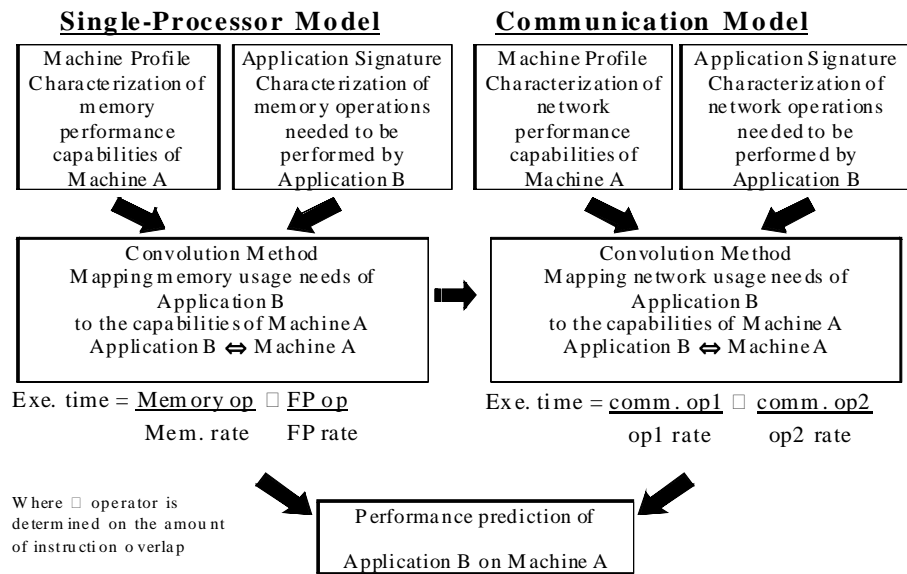 Single-Processor Model
Communication Model
Machine Profile
Characterization of
memory
performance
capabilities of
Machine A
Application Signature
Characterization of
memory operations
needed to be
performed by
Application B
Machine Profile
Characterization of
network
performance
capabilities of
Machine A
Application Signature
Characterization of
network operations
needed to be
performed by
Application B
Convolution Method
Mapping memory usage needs of
Application B
to the capabilities of Machine A
Application B ⇔ Machine A
Convolution Method
Mapping network usage needs of
Application B
to the capabilities of Machine A
Application B ⇔ Machine A
Exe. time = Memory op □ FP op
Mem. rate FP rate
Exe. time = comm. op1 □ comm. op2
op1 rate op2 rate
Where □ operator is
determined on the amount
of instruction overlap
Performance prediction of
Application B on Machine A